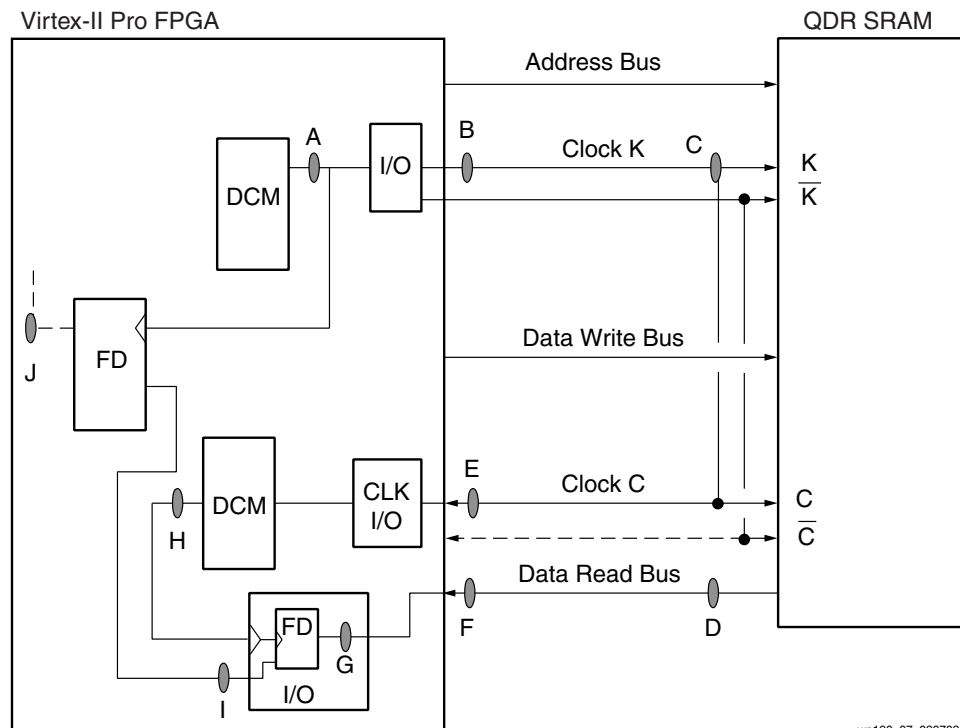 Virtex-II Pro FPGA
QDR SRAM
Address Bus
A
B
C
Clock K
DCM
I/O
K
K̅
Data Write Bus
J
FD
E
Clock C
DCM
CLK
I/O
C
C̅
H
Data Read Bus
F
D
FD
G
I
I/O